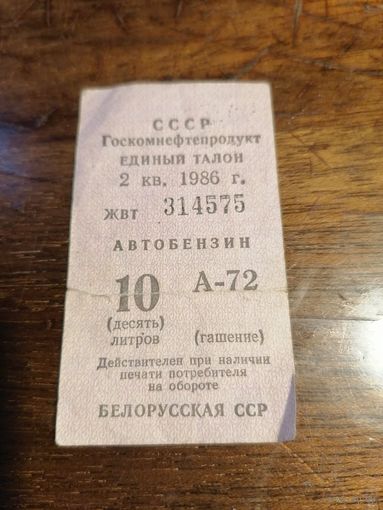 СССР
Госкомнефтепродукт
ЕДИНЫЙ ТАЛОН
2 кв. 1986 г.
ЖВТ 314575
АВТОБЕНЗИН
10 А-72
(десять)
литров (гашение)
Действителен при наличии
печати потребителя
на обороте
БЕЛОРУССКАЯ ССР